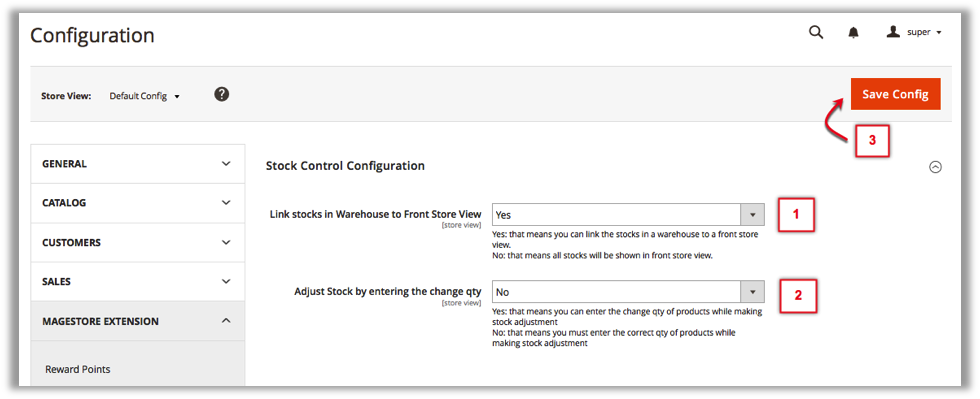 Configuration
super
Store View:
Default Config
?
Save Config
3
GENERAL
CATALOG
CUSTOMERS
SALES
MAGESTORE EXTENSION
Reward Points
Stock Control Configuration
Link stocks in Warehouse to Front Store View
[store view]
Yes
1
Yes: that means you can link the stocks in a warehouse to a front store
view.
No: that means all stocks will be shown in front store view.
Adjust Stock by entering the change qty
[store view]
No
2
Yes: that means you can enter the change qty of products while making
stock adjustment
No: that means you must enter the correct qty of products while
making stock adjustment